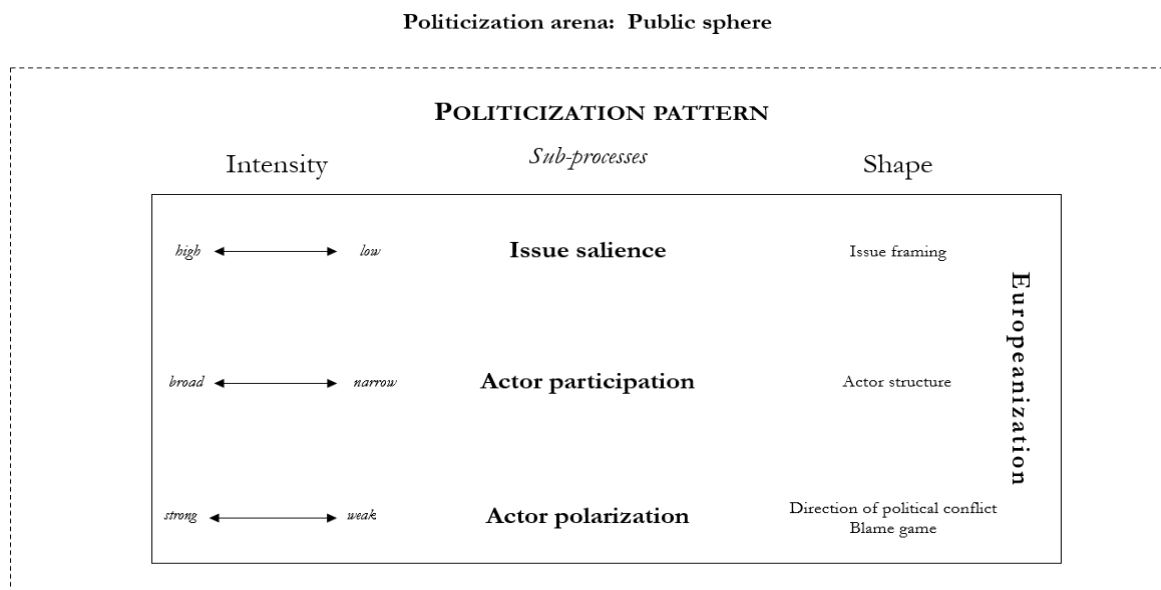 Politicization arena: Public sphere
POLITICIZATION PATTERN
Intensity
Sub-processes
Shape
high
low
Issue salience
Issue framing
Europeanization
broad
narrow
Actor participation
Actor structure
strong
weak
Actor polarization
Direction of political conflict
Blame game